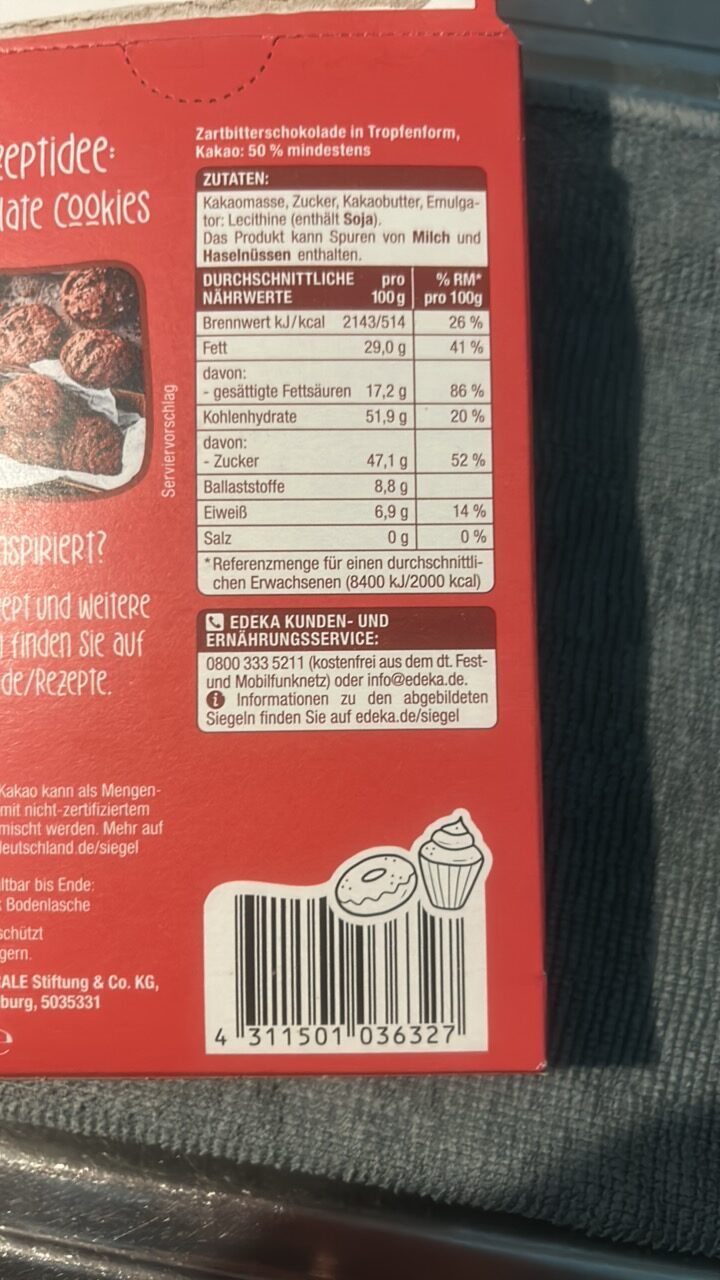 zeptidee:
late Cookies
Serviervorschlag
nspiriert?
ept und weitere
finden Sie auf
de/Rezepte.
Kakao kann als Mengen-
mit nicht-zertifiziertem
mischt werden. Mehr auf
deutschland.de/siegel
altbar bis Ende:
Bodenlasche
schützt
gern.
ALE Stiftung & Co. KG,
burg, 5035331
Zartbitterschokolade in Tropfenform,
Kakao: 50 % mindestens
ZUTATEN:
Kakaomasse, Zucker, Kakaobutter, Emulga-
tor: Lecithine (enthält Soja).
Das Produkt kann Spuren von Milch und
Haselnüssen enthalten.
DURCHSCHNITTLICHE pro % RM*
NÄHRWERTE 100 g pro 100g
Brennwert kJ/kcal 2143/514 26 %
Fett 29,0 g 41 %
davon:
- gesättigte Fettsäuren 17,2 g 86 %
Kohlenhydrate 51,9 g 20 %
davon:
- Zucker 47,1 g 52 %
Ballaststoffe 8,8 g
Eiweiß 6,9 g 14 %
Salz 0 g 0 %
*Referenzmenge für einen durchschnittli-
chen Erwachsenen (8400 kJ/2000 kcal)
EDEKA KUNDEN- UND
ERNÄHRUNGSSERVICE:
0800 333 5211 (kostenfrei aus dem dt. Fest-
und Mobilfunknetz) oder info@edeka.de.
i Informationen zu den abgebildeten
Siegeln finden Sie auf edeka.de/siegel
4 311501 036327